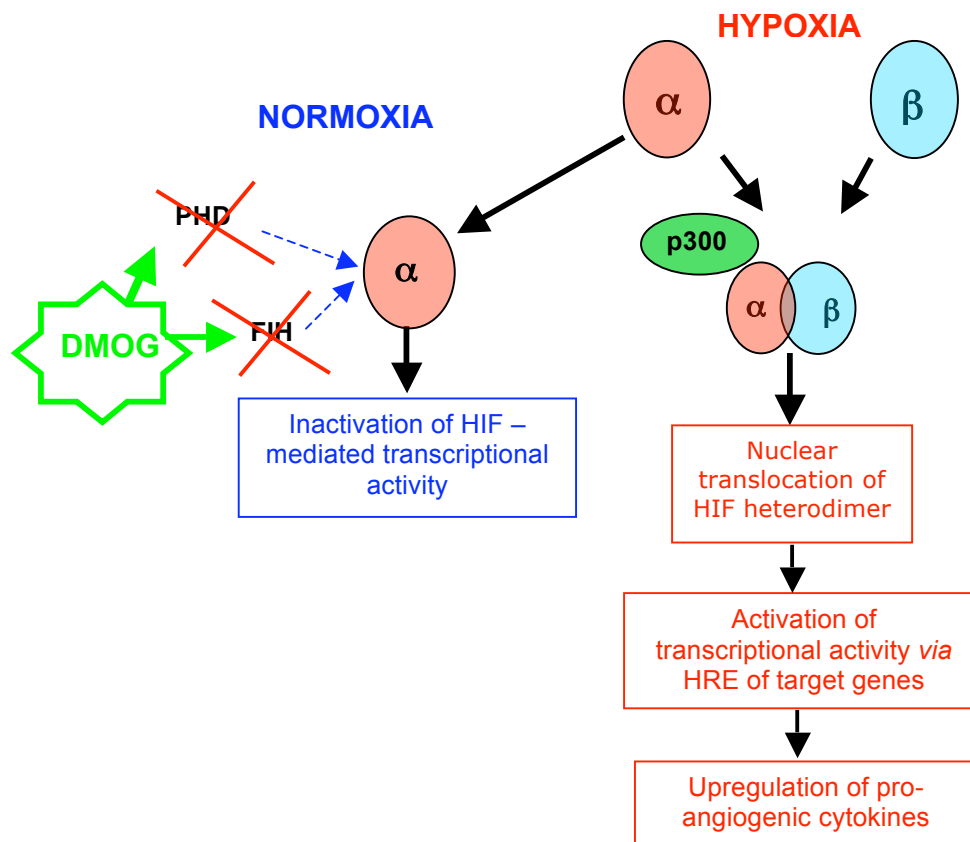 HYPOXIA
α
β
NORMOXIA
PHD
p300
α
α
β
DMOG
FIH
Inactivation of HIF –
mediated transcriptional
activity
Nuclear
translocation of
HIF heterodimer
Activation of
transcriptional activity via
HRE of target genes
Upregulation of pro-
angiogenic cytokines